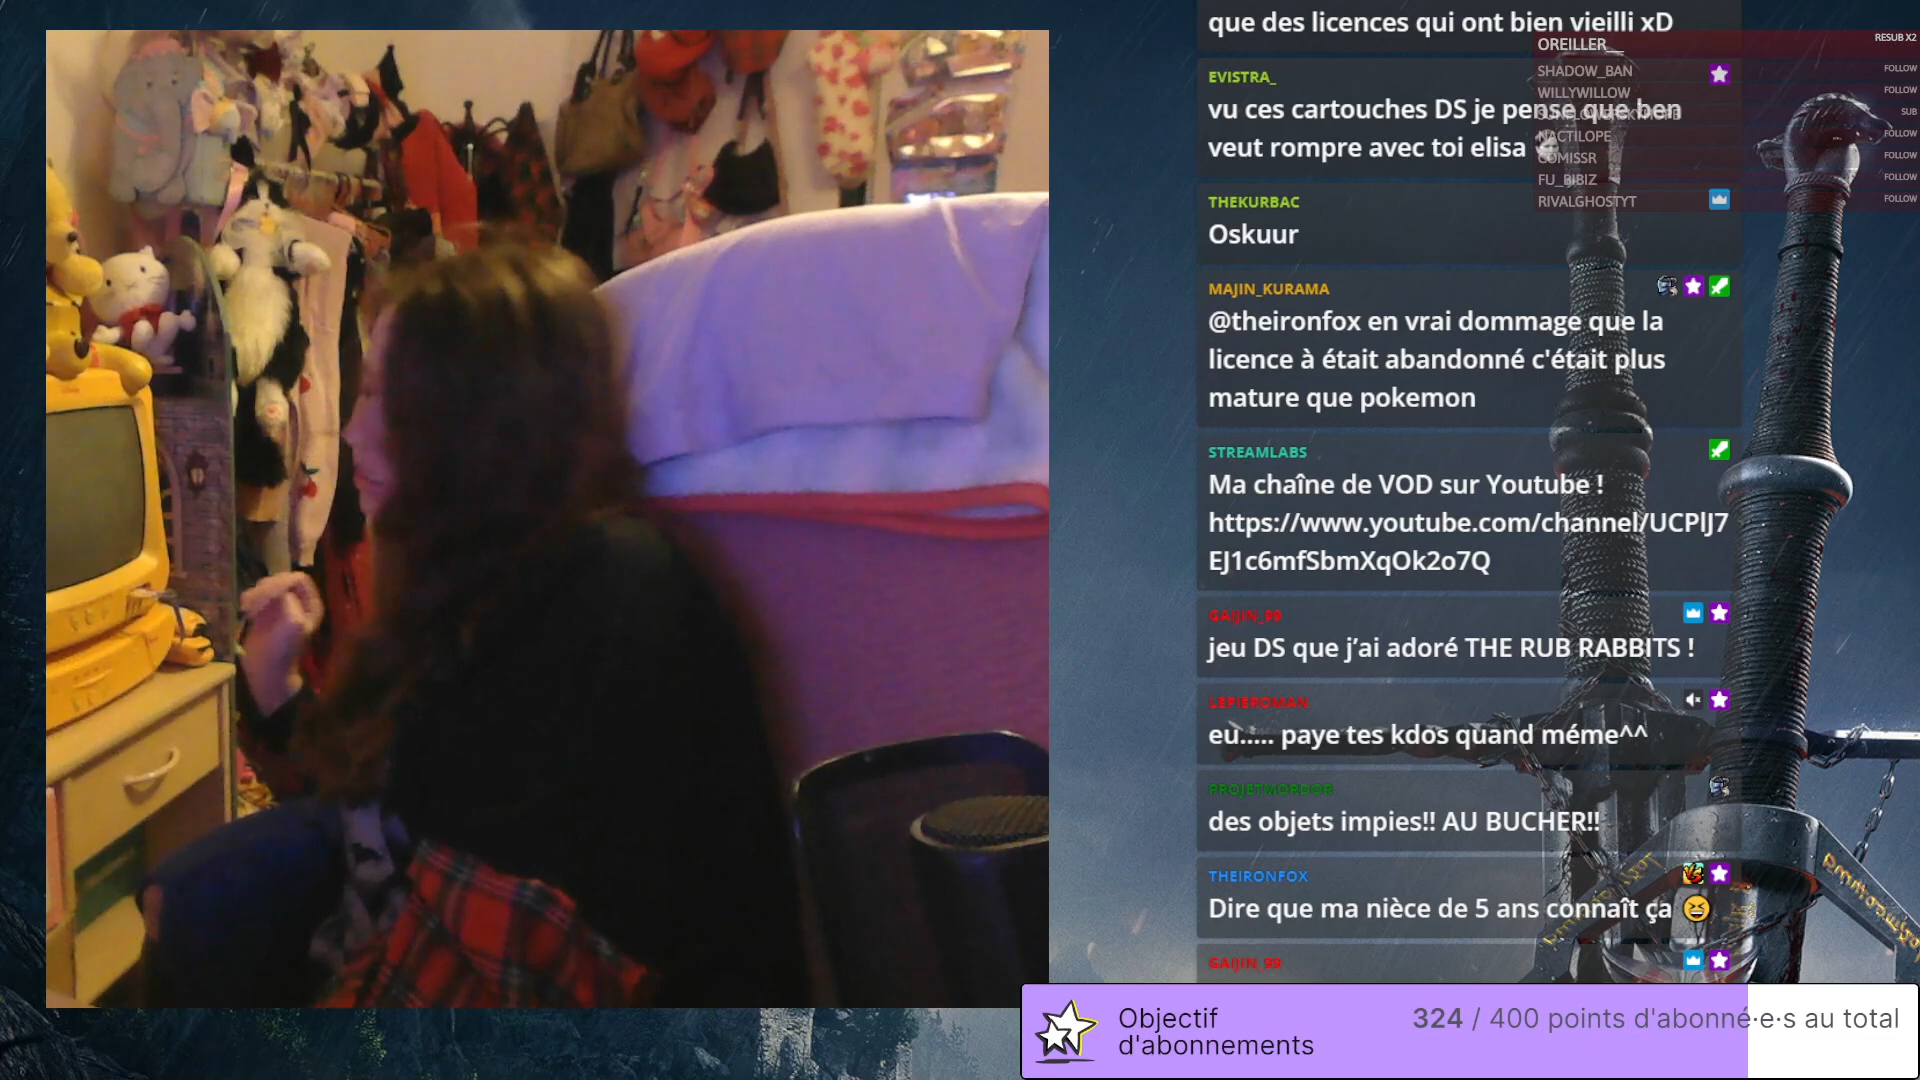 que des licences qui ont bien vieilli xD
OREILLER__
RESUB X2
SHADOW_BAN
FOLLOW
WILLYWILLOW
FOLLOW
SUB
NACTILOPE
FOLLOW
COMISSR
FOLLOW
FU_BIBIZ
FOLLOW
RIVALGHOSTYT
FOLLOW
EVISTRA_
vu ces cartouches DS je pense que ben
veut rompre avec toi elisa
THEKURBAC
Oskuur
MAJIN_KURAMA
@theironfox en vrai dommage que la
licence à était abandonné c'était plus
mature que pokemon
STREAMLABS
Ma chaîne de VOD sur Youtube !
https://www.youtube.com/channel/UCPlJ7
EJ1c6mfSbmXqOk2o7Q
GAIJIN_99
jeu DS que j’ai adoré THE RUB RABBITS !
LEPIEROMAN
eu..... paye tes kdos quand méme^^
PROJETMORDOR
des objets impies!! AU BUCHER!!
THEIRONFOX
Dire que ma nièce de 5 ans connaît ça
GAIJIN_99
Objectif
d'abonnements
324 / 400 points d'abonné·e·s au total